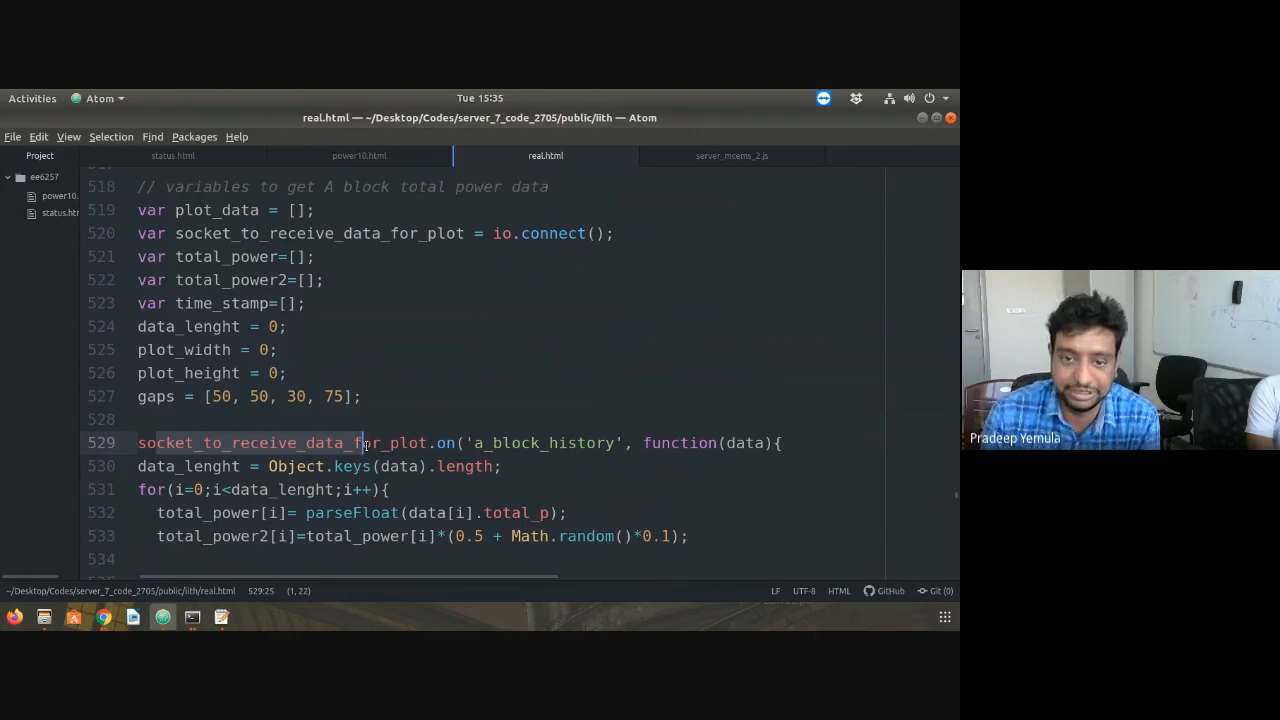 Activities Atom Tue 15:35
real.html — ~/Desktop/Codes/server_7_code_2705/public/iith — Atom
File Edit View Selection Find Packages Help
Project status.html power10.html real.html server_mcems_2.js
ee6257
power10.
status.htm
518 // variables to get A block total power data
519 var plot_data = [];
520 var socket_to_receive_data_for_plot = io.connect();
521 var total_power=[];
522 var total_power2=[];
523 var time_stamp=[];
524 data_lenght = 0;
525 plot_width = 0;
526 plot_height = 0;
527 gaps = [50, 50, 30, 75];
528
529 socket_to_receive_data_for_plot.on('a_block_history', function(data){
530 data_lenght = Object.keys(data).length;
531 for(i=0;i<data_lenght;i++){
532 total_power[i]= parseFloat(data[i].total_p);
533 total_power2[i]=total_power[i]*(0.5 + Math.random()*0.1);
534
~/Desktop/Codes/server_7_code_2705/public/iith/real.html 529:25 (1, 22) LF UTF-8 HTML GitHub Git (0)
Pradeep Yemula